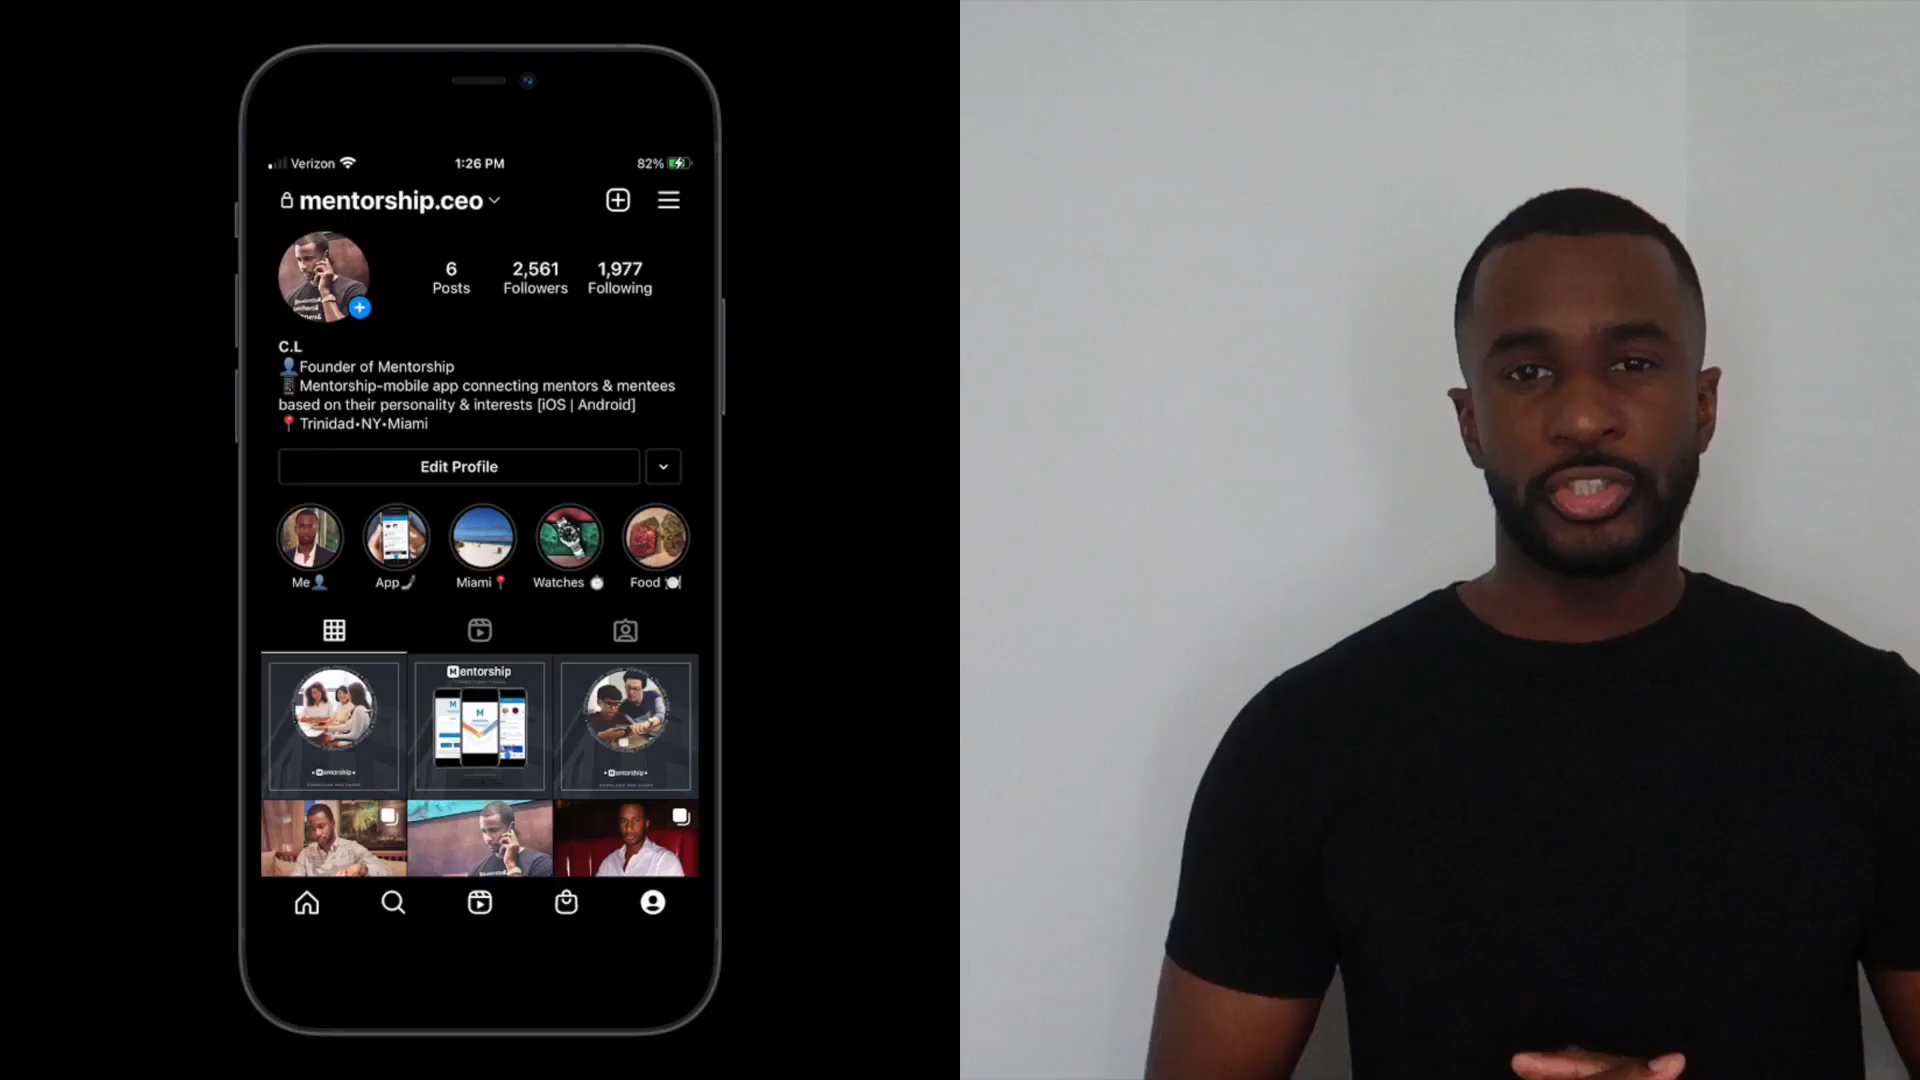 Verizon 1:26 PM 82%
mentorship.ceo
6 2,561 1,977
Posts Followers Following
C.L
Founder of Mentorship
Mentorship-mobile app connecting mentors & mentees
based on their personality & interests [iOS | Android]
Trinidad•NY•Miami
Edit Profile
Me App Miami Watches Food
Mentorship
Mentorship Mentorship